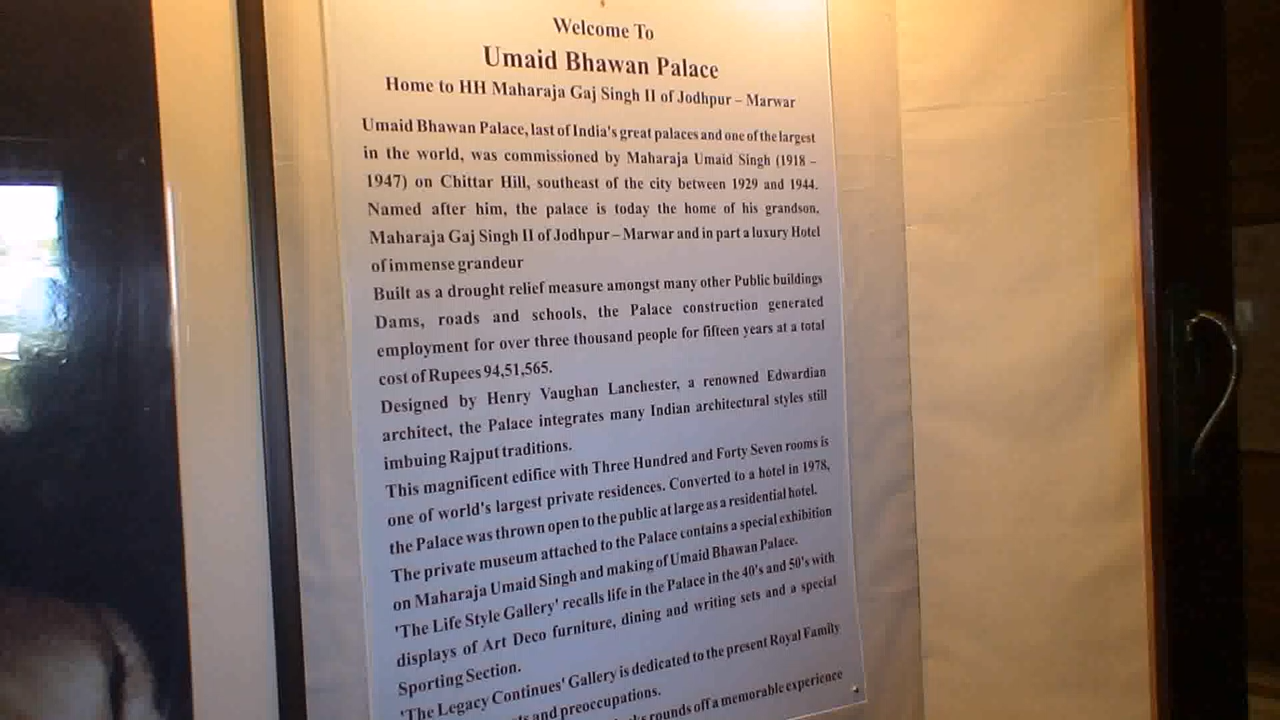 Welcome To
Umaid Bhawan Palace
Home to HH Maharaja Gaj Singh II of Jodhpur – Marwar
Umaid Bhawan Palace, last of India's great palaces and one of the largest
in the world, was commissioned by Maharaja Umaid Singh (1918 –
1947) on Chittar Hill, southeast of the city between 1929 and 1944.
Named after him, the palace is today the home of his grandson,
Maharaja Gaj Singh II of Jodhpur – Marwar and in part a luxury Hotel
of immense grandeur
Built as a drought relief measure amongst many other Public buildings
Dams, roads and schools, the Palace construction generated
employment for over three thousand people for fifteen years at a total
cost of Rupees 94,51,565.
Designed by Henry Vaughan Lanchester, a renowned Edwardian
architect, the Palace integrates many Indian architectural styles still
imbuing Rajput traditions.
This magnificent edifice with Three Hundred and Forty Seven rooms is
one of world's largest private residences. Converted to a hotel in 1978,
the Palace was thrown open to the public at large as a residential hotel.
The private museum attached to the Palace contains a special exhibition
on Maharaja Umaid Singh and making of Umaid Bhawan Palace.
'The Life Style Gallery' recalls life in the Palace in the 40's and 50's with
displays of Art Deco furniture, dining and writing sets and a special
Sporting Section.
'The Legacy Continues' Gallery is dedicated to the present Royal Family
and preoccupations.
rounds off a memorable experience